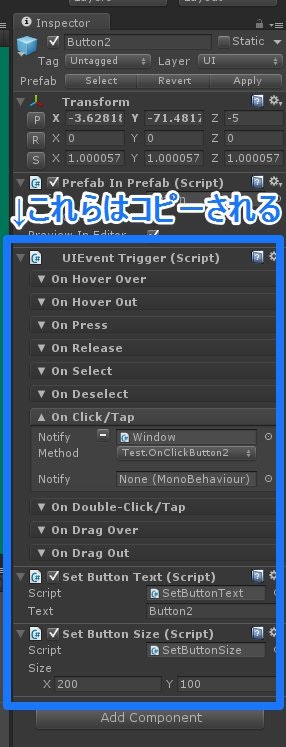 Layers
Layout
Inspector
Button2
Static
Tag Untagged Layer UI
Prefab Select Revert Apply
Transform
P X -3.62818 Y -71.4817 Z -5
R X 0 Y 0 Z 0
S X 1.000057 Y 1.000057 Z 1.000057
Prefab In Prefab (Script)
↓これらはコピーされる
Preview In Editor
UIEvent Trigger (Script)
▼ On Hover Over
▼ On Hover Out
▼ On Press
▼ On Release
▼ On Select
▼ On Deselect
▲ On Click/Tap
Notify Window
Method Test.OnClickButton2
Notify None (MonoBehaviour)
▼ On Double-Click/Tap
▼ On Drag Over
▼ On Drag Out
Set Button Text (Script)
Script SetButtonText
Text Button2
Set Button Size (Script)
Script SetButtonSize
Size
X 200 Y 100
Add Component